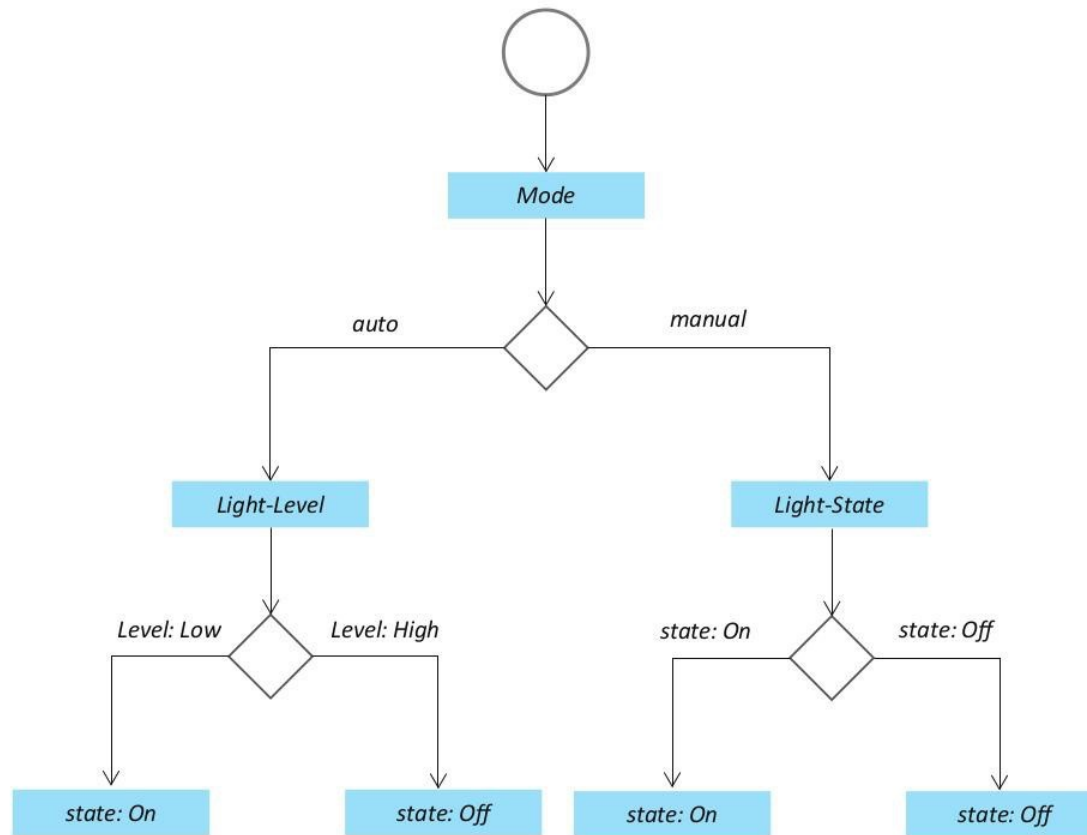 Mode
auto
manual
Light-Level
Light-State
Level: Low
Level: High
state: On
state: Off
state: On
state: Off
state: On
state: Off